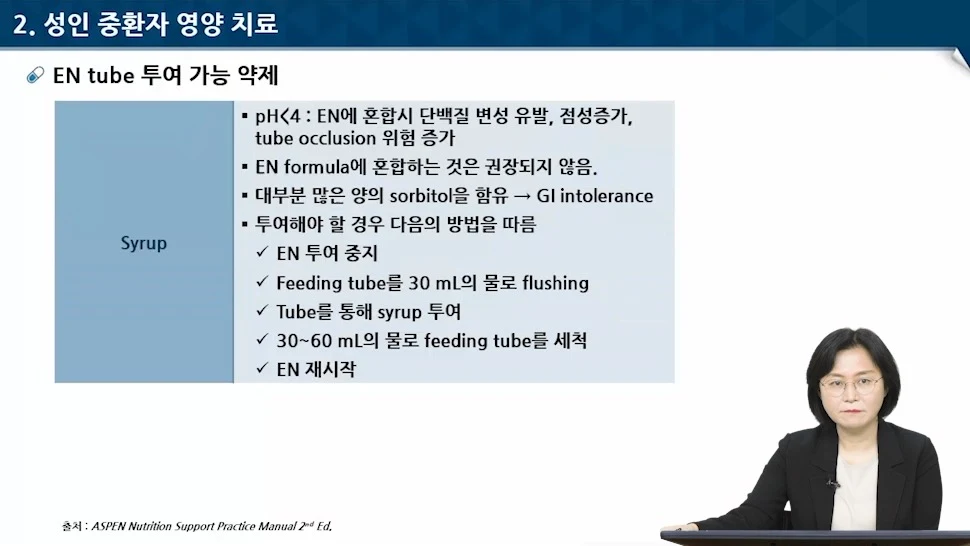 2. 성인 중환자 영양 치료
EN tube 투여 가능 약제
Syrup
▪ pH<4 : EN에 혼합시 단백질 변성 유발, 점성증가,
tube occlusion 위험 증가
▪ EN formula에 혼합하는 것은 권장되지 않음.
▪ 대부분 많은 양의 sorbitol을 함유 → GI intolerance
▪ 투여해야 할 경우 다음의 방법을 따름
✓ EN 투여 중지
✓ Feeding tube를 30 mL의 물로 flushing
✓ Tube를 통해 syrup 투여
✓ 30~60 mL의 물로 feeding tube를 세척
✓ EN 재시작
출처 : ASPEN Nutrition Support Practice Manual 2nd Ed.